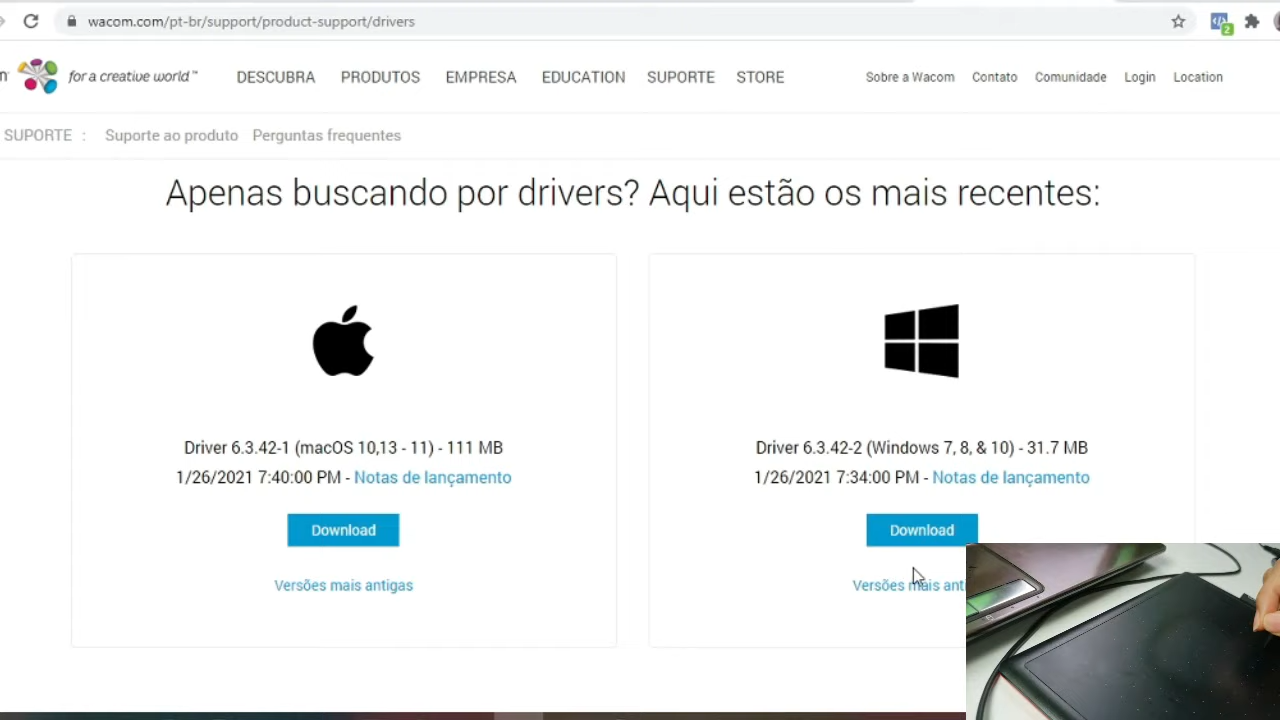 wacom.com/pt-br/support/product-support/drivers
2
for a creative world™
DESCUBRA PRODUTOS EMPRESA EDUCATION SUPORTE STORE
Sobre a Wacom Contato Comunidade Login Location
SUPORTE : Suporte ao produto Perguntas frequentes
Apenas buscando por drivers? Aqui estão os mais recentes:
Driver 6.3.42-1 (macOS 10,13 - 11) - 111 MB
1/26/2021 7:40:00 PM - Notas de lançamento
Download
Versões mais antigas
Driver 6.3.42-2 (Windows 7, 8, & 10) - 31.7 MB
1/26/2021 7:34:00 PM - Notas de lançamento
Download
Versões mais